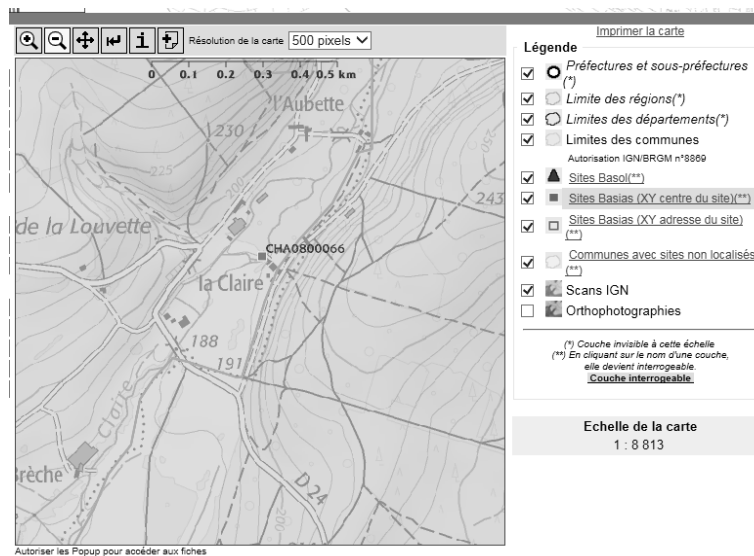 Résolution de la carte 500 pixels
0 0.1 0.2 0.3 0.4 0.5 km
l'Aubette
230
225
200
250
243
de la Louvette
CHA0800066
la Claire
188
191
Claire
Brèche
D 24
200
Autoriser les Popup pour accéder aux fiches
Imprimer la carte
Légende
Préfectures et sous-préfectures
(*)
Limite des régions(*)
Limites des départements(*)
Limites des communes
Autorisation IGN/BRGM n°8869
Sites Basol(**)
Sites Basias (XY centre du site)(**)
Sites Basias (XY adresse du site)
(**)
Communes avec sites non localisés
(**)
Scans IGN
Orthophotographies
(*) Couche invisible à cette échelle
(**) En cliquant sur le nom d'une couche,
elle devient interrogeable.
Couche interrogeable
Echelle de la carte
1 : 8 813